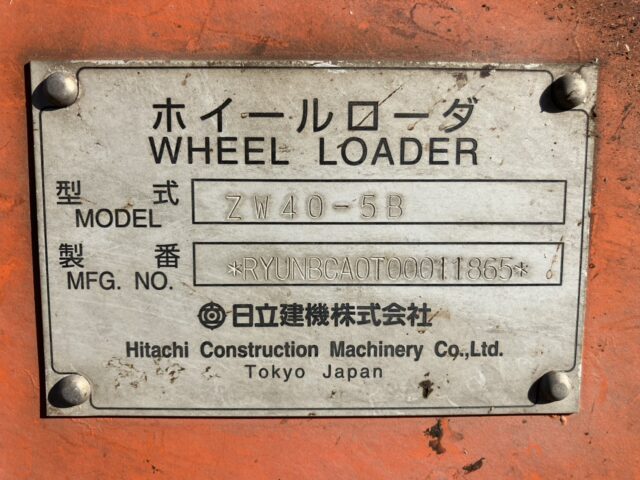 ホイールローダ
WHEEL LOADER
型式 ZW40-5B
MODEL
製番 *RYUNBCA0T00011865*
MFG. NO.
日立建機株式会社
Hitachi Construction Machinery Co.,Ltd.
Tokyo Japan